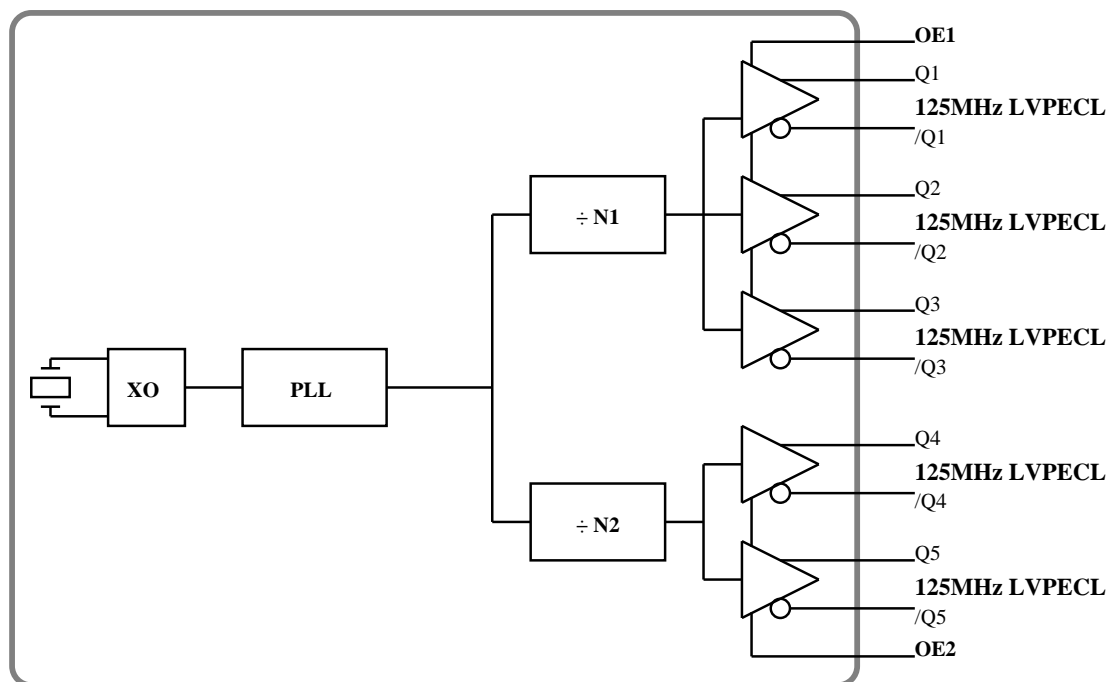 OE1
Q1
125MHz LVPECL
/Q1
Q2
÷ N1
125MHz LVPECL
/Q2
Q3
125MHz LVPECL
/Q3
XO
PLL
Q4
125MHz LVPECL
/Q4
÷ N2
Q5
125MHz LVPECL
/Q5
OE2